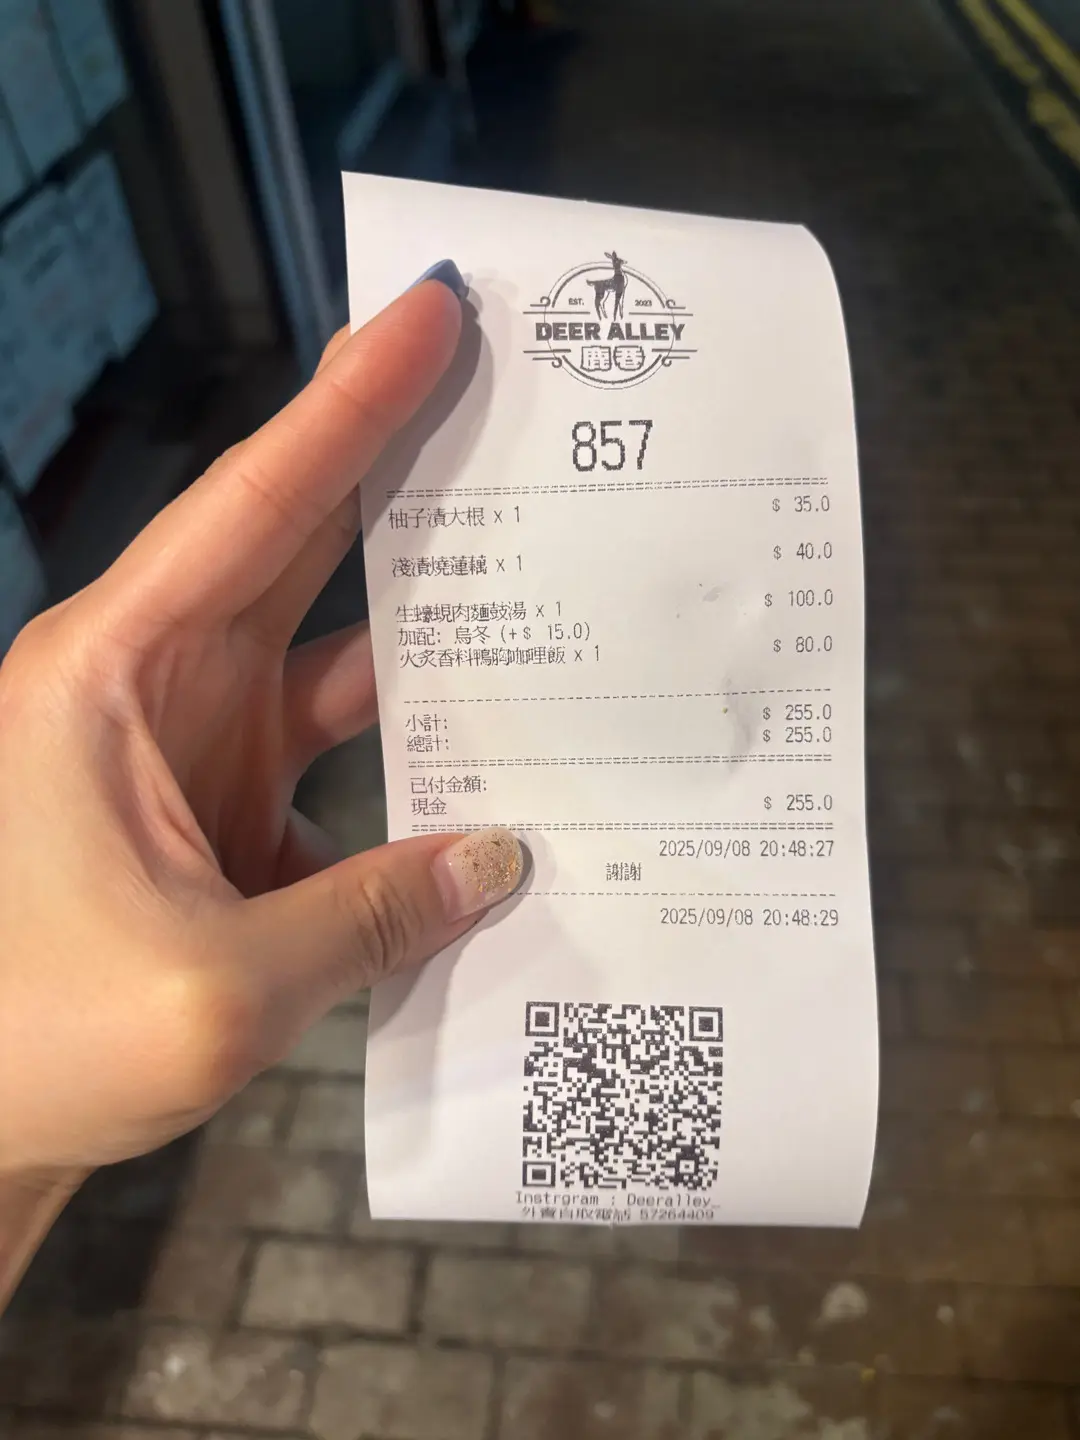 EST. 2023
DEER ALLEY
鹿巷
857
柚子漬大根 x 1 $ 35.0
淺漬燒蓮藕 x 1 $ 40.0
生蠔蜆肉麵豉湯 x 1 $ 100.0
加配: 烏冬 (+$ 15.0)
火炙香料鴨胸咖哩飯 x 1 $ 80.0
小計: $ 255.0
總計: $ 255.0
已付金額:
現金 $ 255.0
2025/09/08 20:48:27
謝謝
2025/09/08 20:48:29
Instrgram : Deeralley_
外賣自取電話 57264409